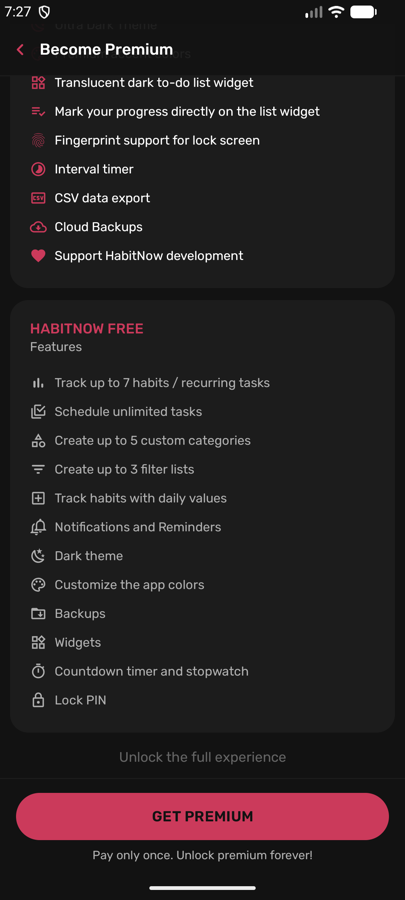 7:27
Become Premium
Translucent dark to-do list widget
Mark your progress directly on the list widget
Fingerprint support for lock screen
Interval timer
CSV
CSV data export
Cloud Backups
Support HabitNow development
HABITNOW FREE
Features
Track up to 7 habits / recurring tasks
Schedule unlimited tasks
Create up to 5 custom categories
Create up to 3 filter lists
Track habits with daily values
Notifications and Reminders
Dark theme
Customize the app colors
Backups
Widgets
Countdown timer and stopwatch
Lock PIN
Unlock the full experience
GET PREMIUM
Pay only once. Unlock premium forever!